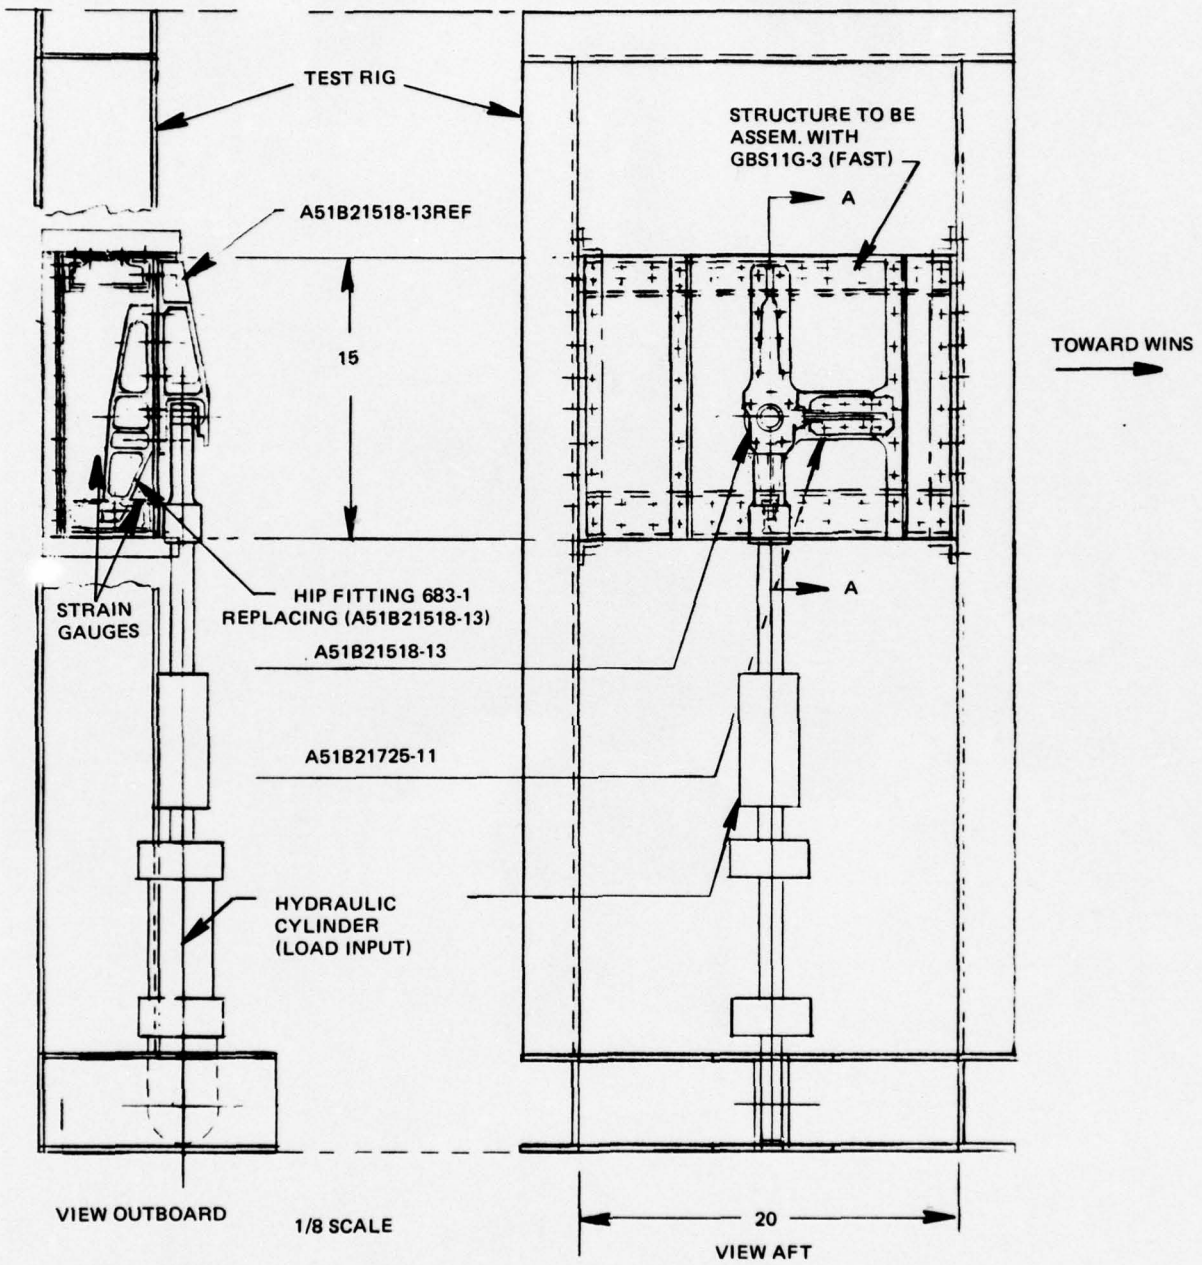 TEST RIG
STRUCTURE TO BE
ASSEM. WITH
GBS11G-3 (FAST)
A
A51B21518-13REF
15
TOWARD WINS
STRAIN
GAUGES
HIP FITTING 683-1
REPLACING (A51B21518-13)
A
A51B21518-13
A51B21725-11
HYDRAULIC
CYLINDER
(LOAD INPUT)
VIEW OUTBOARD
1/8 SCALE
20
VIEW AFT